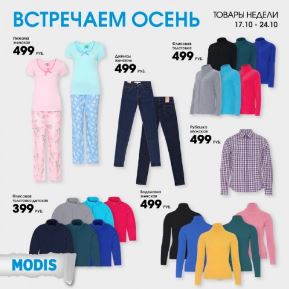 ВСТРЕЧАЕМ ОСЕНЬ
ТОВАРЫ НЕДЕЛИ
17.10 - 24.10
Пижама
женская
499 РУБ.
Джинсы
женские
499 РУБ.
Флисовая
толстовка
499 РУБ.
Рубашка
мужская
499 РУБ.
Флисовая
толстовка детская
399 РУБ.
Водолазка
женская
499 РУБ.
MODIS